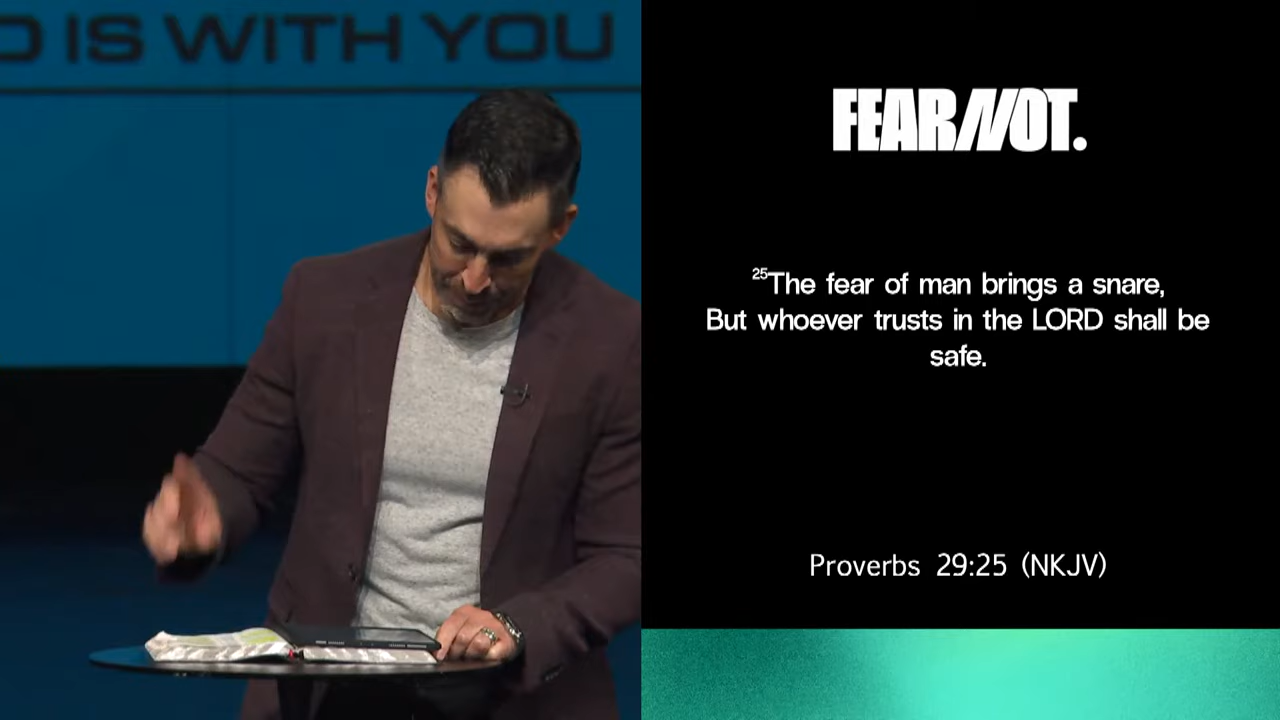 IS WITH YOU
FEAR NOT.
²⁵The fear of man brings a snare,
But whoever trusts in the LORD shall be
safe.
Proverbs 29:25 (NKJV)